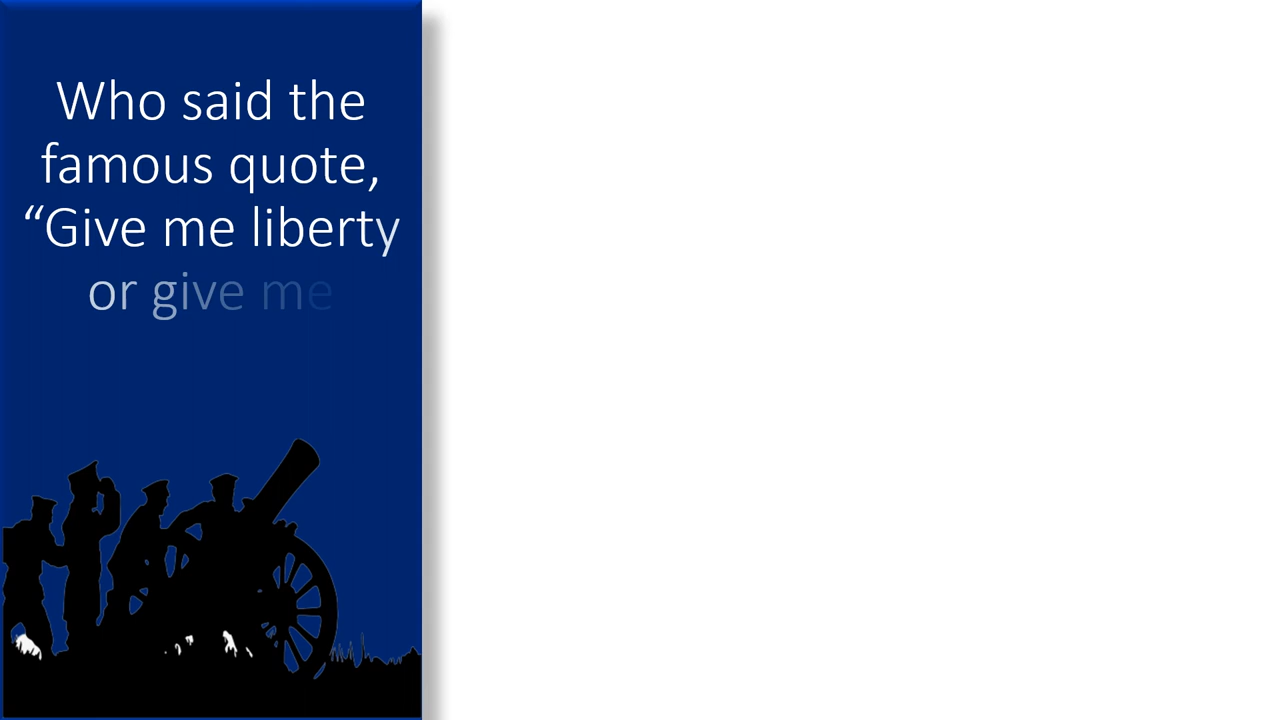 Who said the
famous quote,
“Give me liberty
or give me